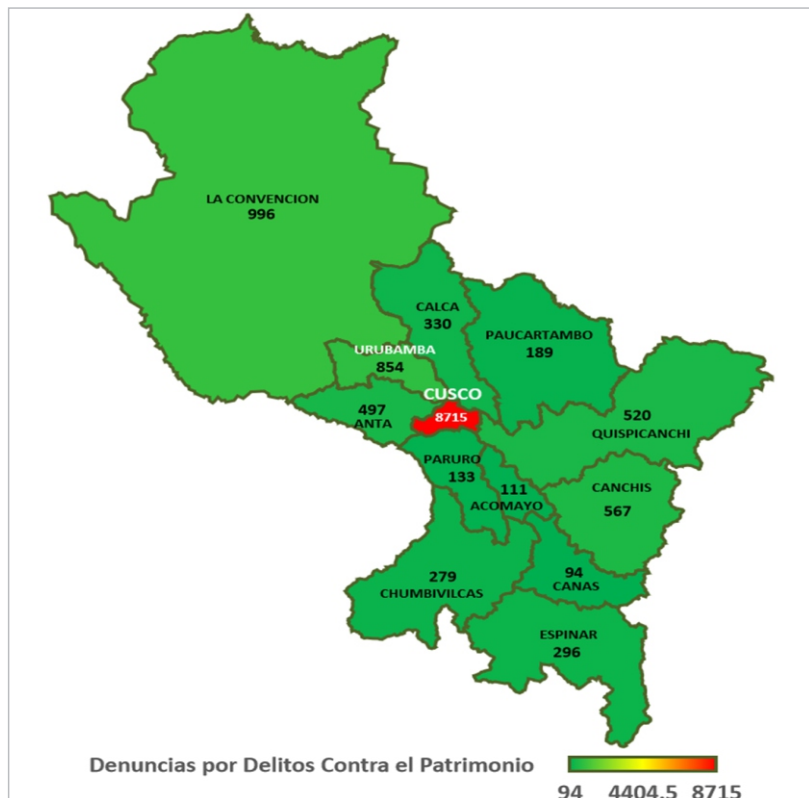 LA CONVENCION
996
CALCA
330
PAUCARTAMBO
189
URUBAMBA
854
CUSCO
8715
497
ANTA
520
QUISPICANCHI
PARURO
133
111
ACOMAYO
CANCHIS
567
279
CHUMBIVILCAS
94
CANAS
ESPINAR
296
Denuncias por Delitos Contra el Patrimonio
94 4404.5 8715